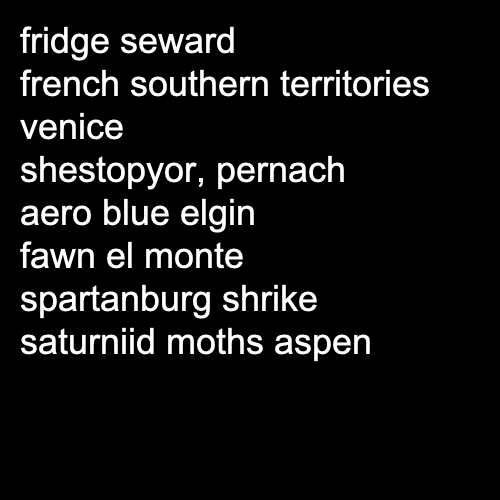 fridge seward
french southern territories
venice
shestopyor, pernach
aero blue elgin
fawn el monte
spartanburg shrike
saturniid moths aspen